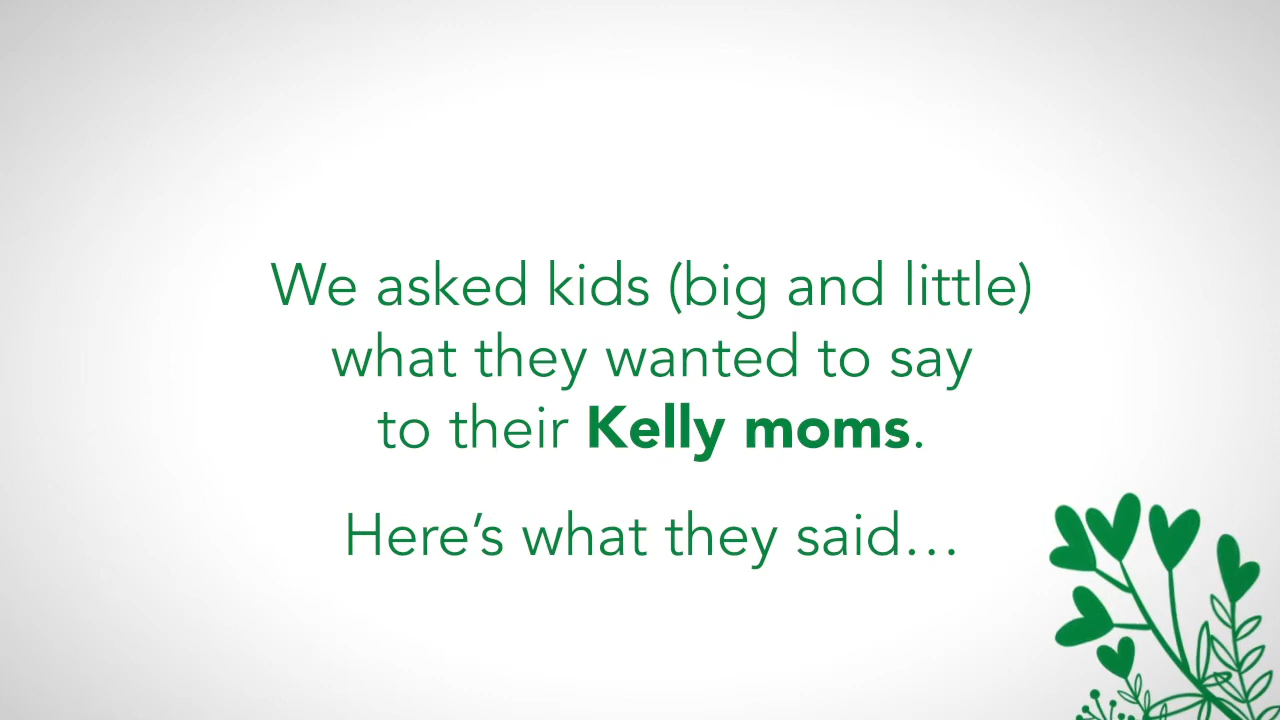 We asked kids (big and little)
what they wanted to say
to their Kelly moms.
Here’s what they said…